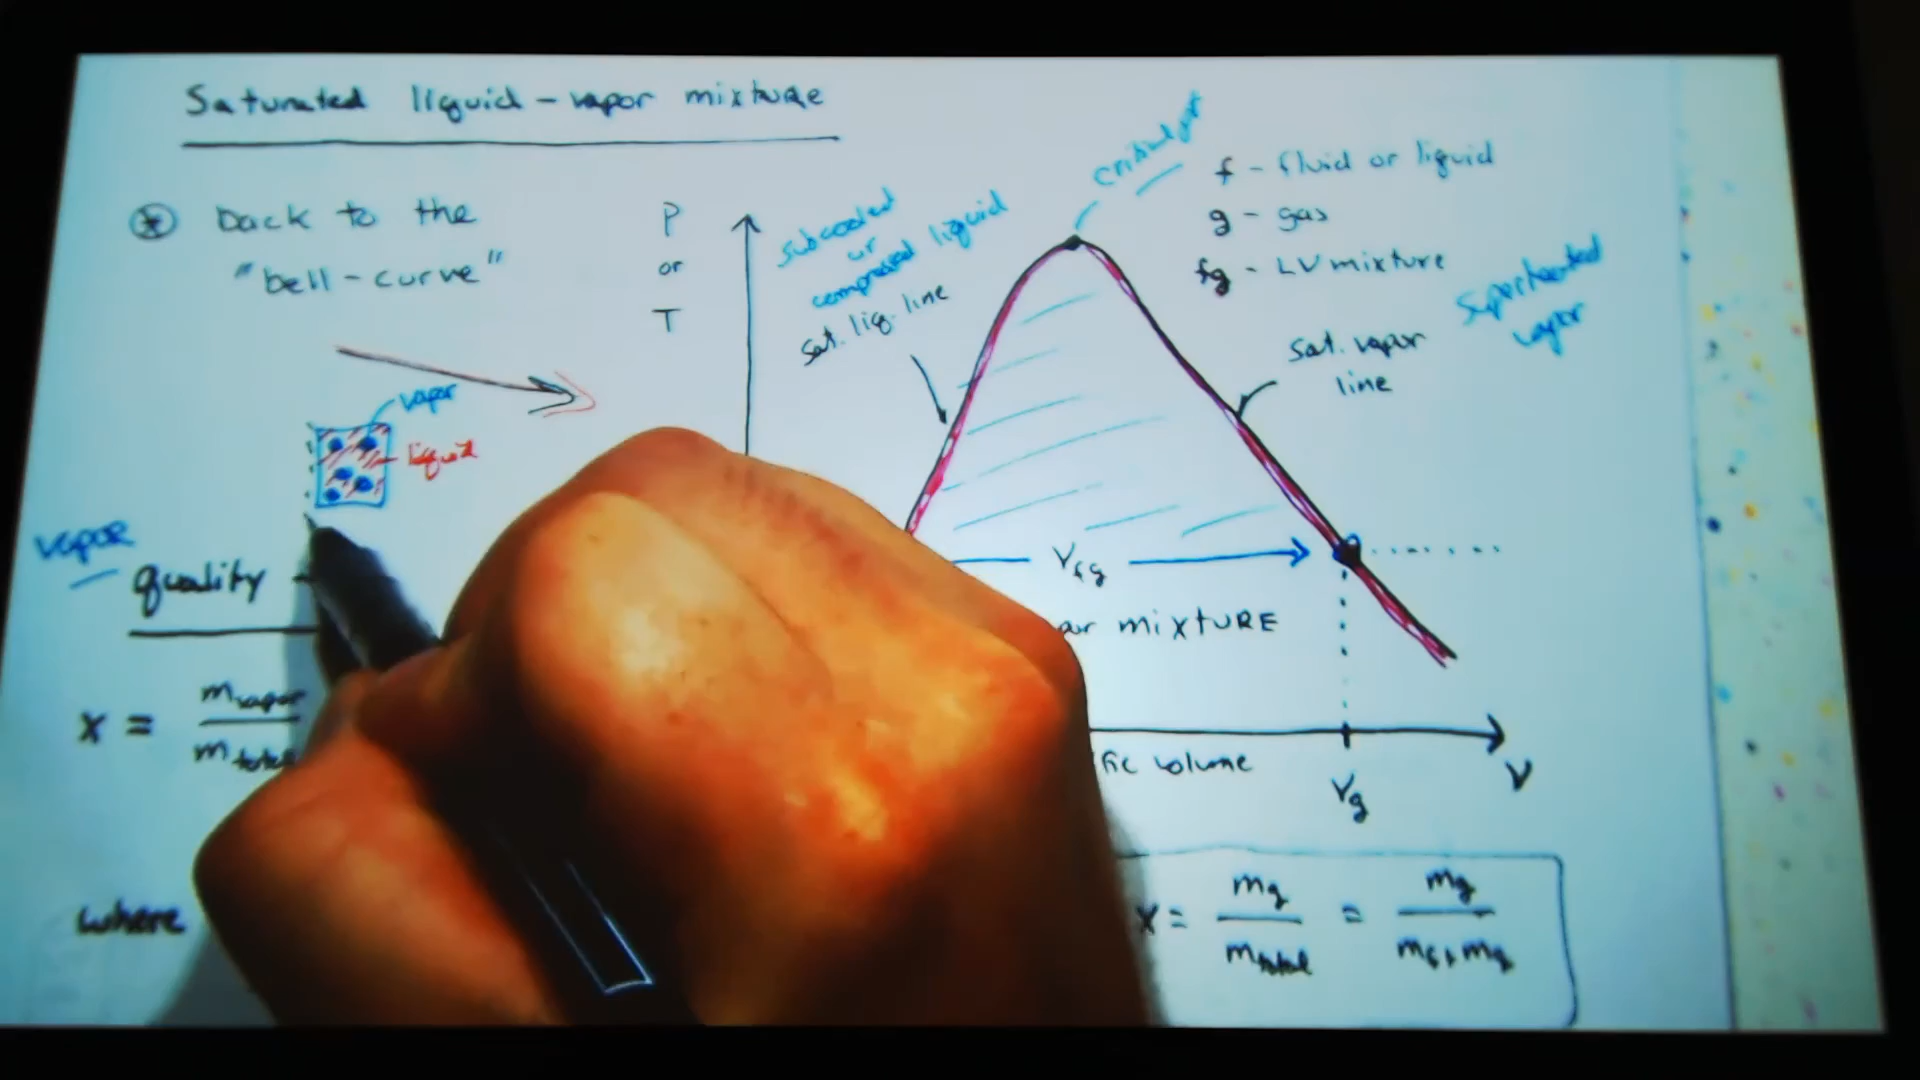 Saturated liquid-vapor mixture
* back to the
"bell-curve"
P
or
T
subcooled
or
compressed liquid
sat. liq. line
critical pt
f - fluid or liquid
g - gas
fg - LV mixture
Superheated
vapor
sat. vapor
line
vapor
liquid
vapor
quality
x = m vapor / m total
where
Vfg
mixture
volume
Vg
V
x = mg / m total = mg / mf + mg